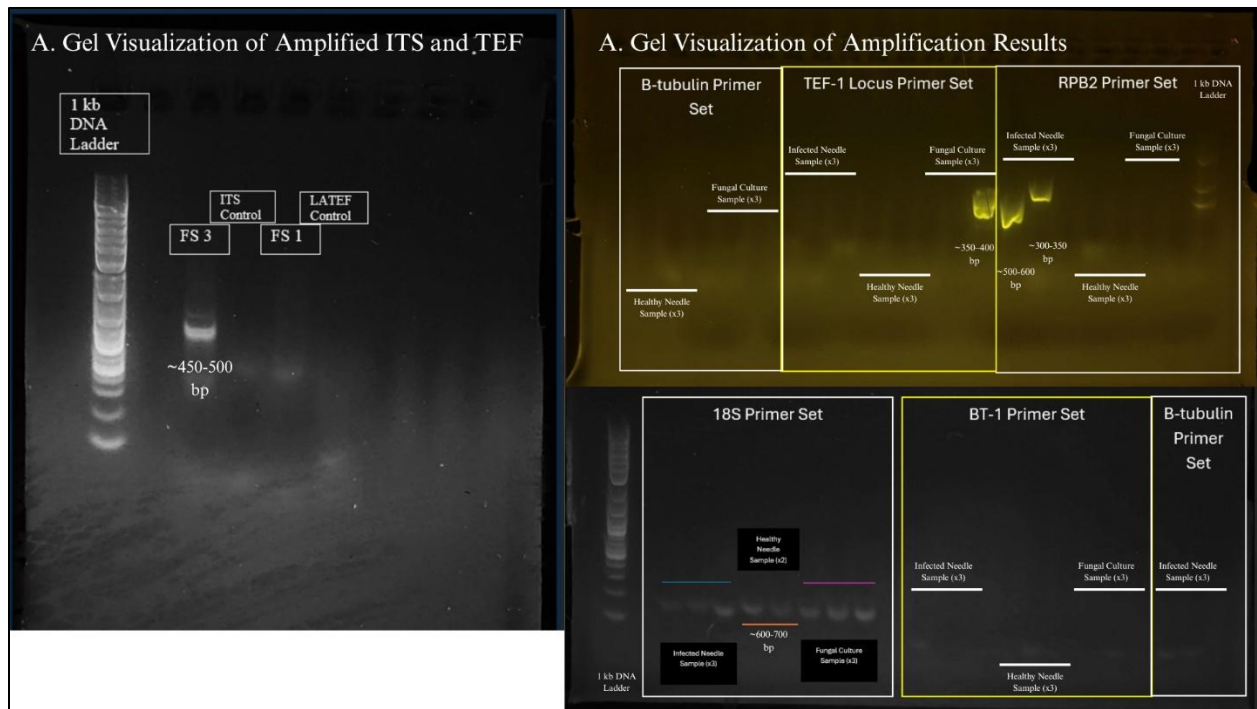 A. Gel Visualization of Amplified ITS and TEF
1 kb
DNA
Ladder
ITS
Control
LATEF
Control
FS 3
FS 1
~450-500
bp
A. Gel Visualization of Amplification Results
B-tubulin Primer
Set
TEF-1 Locus Primer Set
RPB2 Primer Set
1 kb DNA
Ladder
Infected Needle
Sample (x3)
Fungal Culture
Sample (x3)
Infected Needle
Sample (x3)
Fungal Culture
Sample (x3)
Fungal Culture
Sample (x3)
~350-400
bp
~300-350
bp
~500-600
bp
Healthy Needle
Sample (x3)
Healthy Needle
Sample (x3)
Healthy Needle
Sample (x3)
18S Primer Set
BT-1 Primer Set
B-tubulin
Primer
Set
Healthy
Needle
Sample (x2)
Infected Needle
Sample (x3)
Fungal Culture
Sample (x3)
Infected Needle
Sample (x3)
~600-700
bp
Infected Needle
Sample (x3)
Fungal Culture
Sample (x3)
1 kb DNA
Ladder
Healthy Needle
Sample (x3)